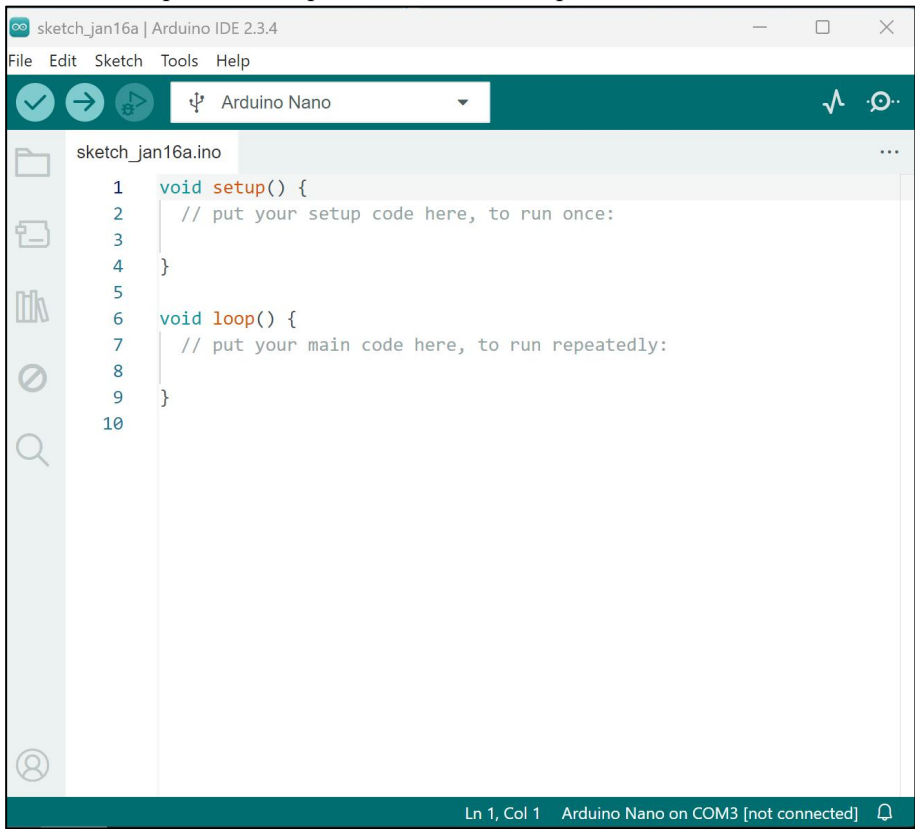 sketch_jan16a | Arduino IDE 2.3.4
File Edit Sketch Tools Help
Arduino Nano
sketch_jan16a.ino
...
1 void setup() {
2 // put your setup code here, to run once:
3
4 }
5
6 void loop() {
7 // put your main code here, to run repeatedly:
8
9 }
10
Ln 1, Col 1 Arduino Nano on COM3 [not connected]